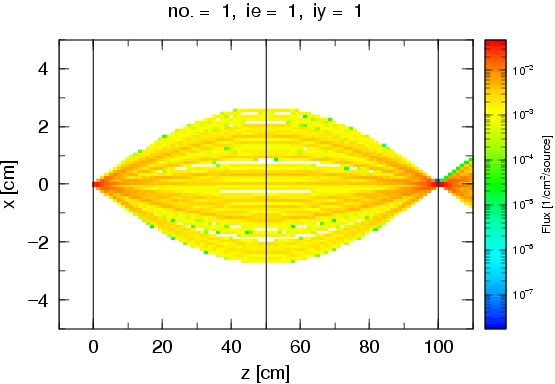 no. = 1, ie = 1, iy = 1
4
2
0
−2
−4
x [cm]
0 20 40 60 80 100
z [cm]
10⁻²
10⁻³
10⁻⁴
10⁻⁵
10⁻⁶
10⁻⁷
Flux [1/cm²/source]